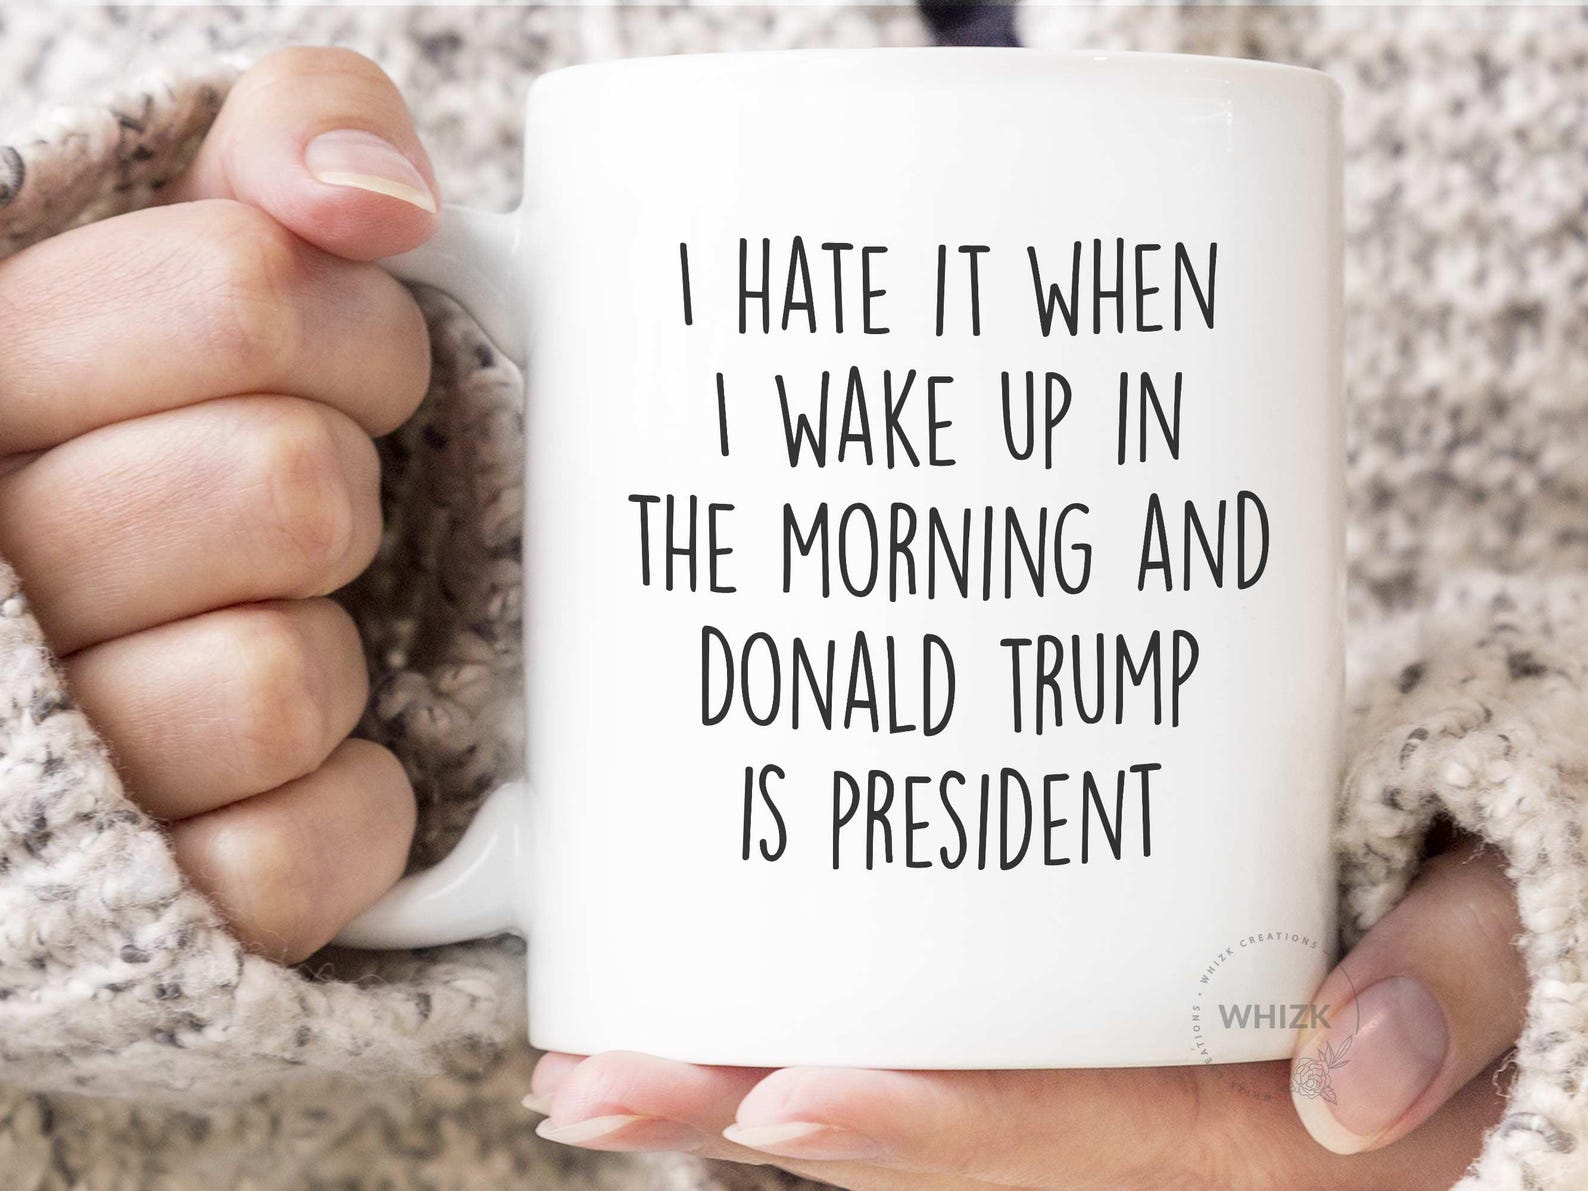 I HATE IT WHEN
I WAKE UP IN
THE MORNING AND
DONALD TRUMP
IS PRESIDENT
WHIZK CREATIONS • WHIZK CREATIONS
WHIZK